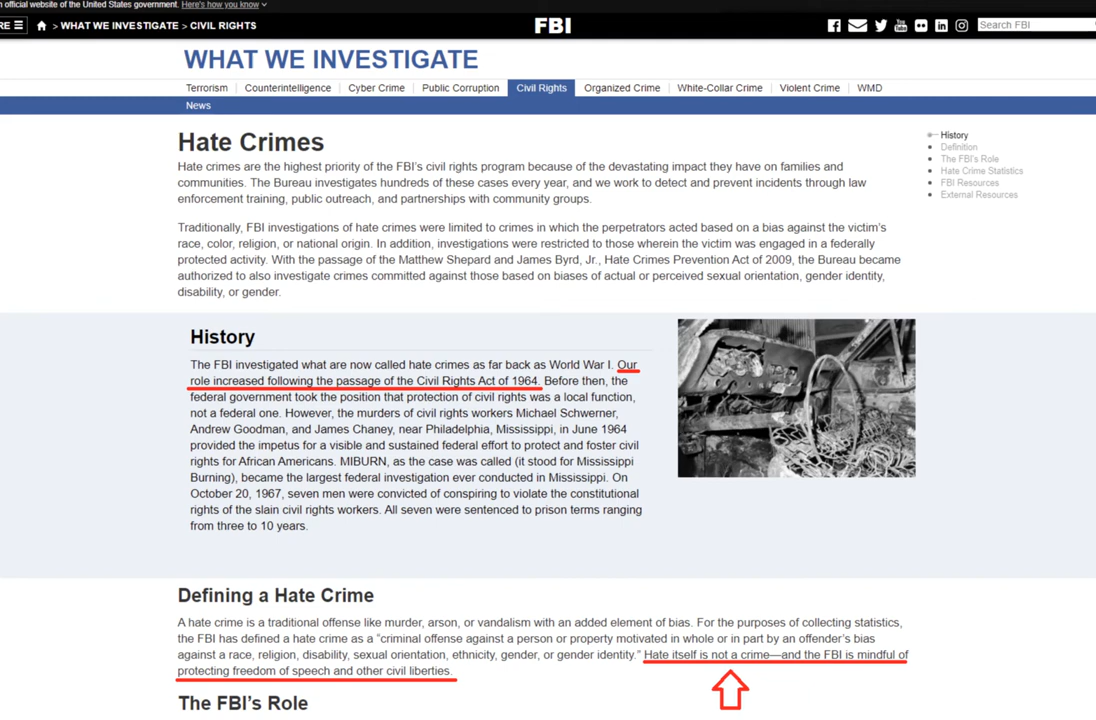 n official website of the United States government. Here's how you know
RE > WHAT WE INVESTIGATE > CIVIL RIGHTS
FBI
Search FBI
WHAT WE INVESTIGATE
Terrorism Counterintelligence Cyber Crime Public Corruption Civil Rights Organized Crime White-Collar Crime Violent Crime WMD
News
Hate Crimes
Hate crimes are the highest priority of the FBI's civil rights program because of the devastating impact they have on families and
communities. The Bureau investigates hundreds of these cases every year, and we work to detect and prevent incidents through law
enforcement training, public outreach, and partnerships with community groups.
Traditionally, FBI investigations of hate crimes were limited to crimes in which the perpetrators acted based on a bias against the victim's
race, color, religion, or national origin. In addition, investigations were restricted to those wherein the victim was engaged in a federally
protected activity. With the passage of the Matthew Shepard and James Byrd, Jr., Hate Crimes Prevention Act of 2009, the Bureau became
authorized to also investigate crimes committed against those based on biases of actual or perceived sexual orientation, gender identity,
disability, or gender.
History
Definition
The FBI's Role
Hate Crime Statistics
FBI Resources
External Resources
History
The FBI investigated what are now called hate crimes as far back as World War I. Our
role increased following the passage of the Civil Rights Act of 1964. Before then, the
federal government took the position that protection of civil rights was a local function,
not a federal one. However, the murders of civil rights workers Michael Schwerner,
Andrew Goodman, and James Chaney, near Philadelphia, Mississippi, in June 1964
provided the impetus for a visible and sustained federal effort to protect and foster civil
rights for African Americans. MIBURN, as the case was called (it stood for Mississippi
Burning), became the largest federal investigation ever conducted in Mississippi. On
October 20, 1967, seven men were convicted of conspiring to violate the constitutional
rights of the slain civil rights workers. All seven were sentenced to prison terms ranging
from three to 10 years.
Defining a Hate Crime
A hate crime is a traditional offense like murder, arson, or vandalism with an added element of bias. For the purposes of collecting statistics,
the FBI has defined a hate crime as a "criminal offense against a person or property motivated in whole or in part by an offender's bias
against a race, religion, disability, sexual orientation, ethnicity, gender, or gender identity." Hate itself is not a crime—and the FBI is mindful of
protecting freedom of speech and other civil liberties.
The FBI's Role